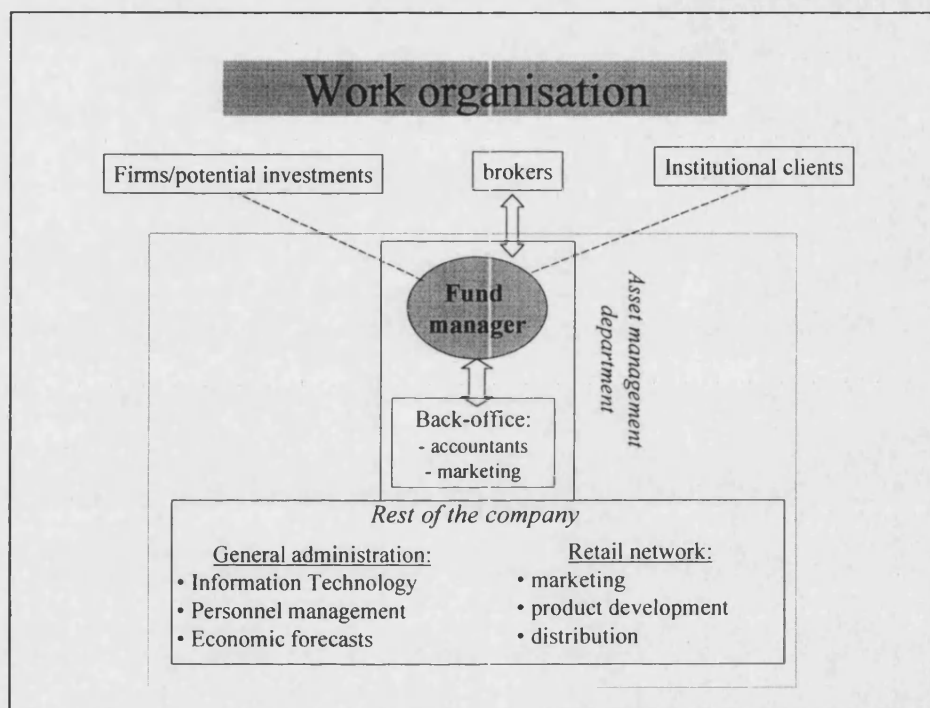 Work organisation
Firms/potential investments
brokers
Institutional clients
Fund
manager
Asset management
department
Back-office:
- accountants
- marketing
Rest of the company
General administration:
• Information Technology
• Personnel management
• Economic forecasts
Retail network:
• marketing
• product development
• distribution